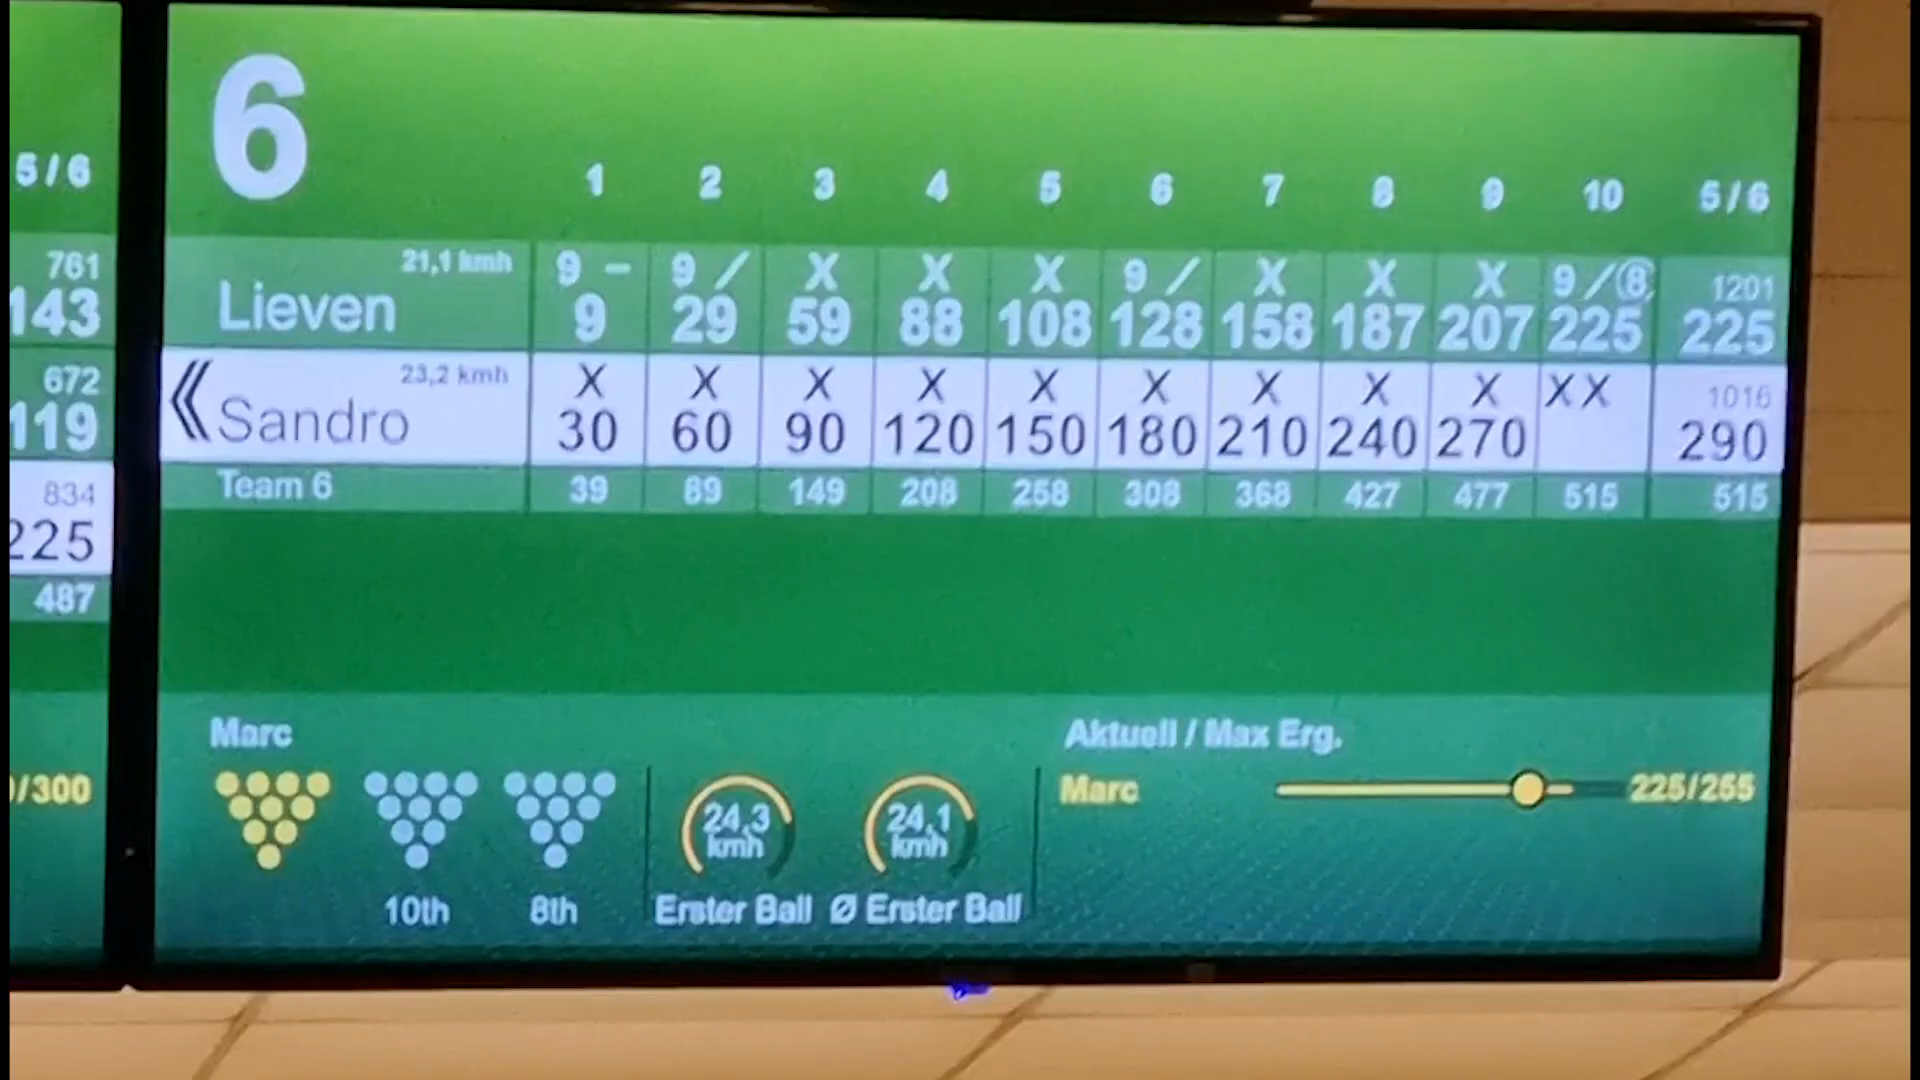 5/6
761
143
672
119
834
225
487
/300
6
1 2 3 4 5 6 7 8 9 10 5/6
Lieven 21,1 kmh 9 - 9 / X X X 9 / X X X 9 / 8 1201
9 29 59 88 108 128 158 187 207 225 225
Sandro 23,2 kmh X X X X X X X X X XX 1016
30 60 90 120 150 180 210 240 270 290
Team 6 39 89 149 208 258 308 368 427 477 515 515
Marc
10th 8th
24,3 kmh
Erster Ball
24,1 kmh
Ø Erster Ball
Aktuell / Max Erg.
Marc 225/255